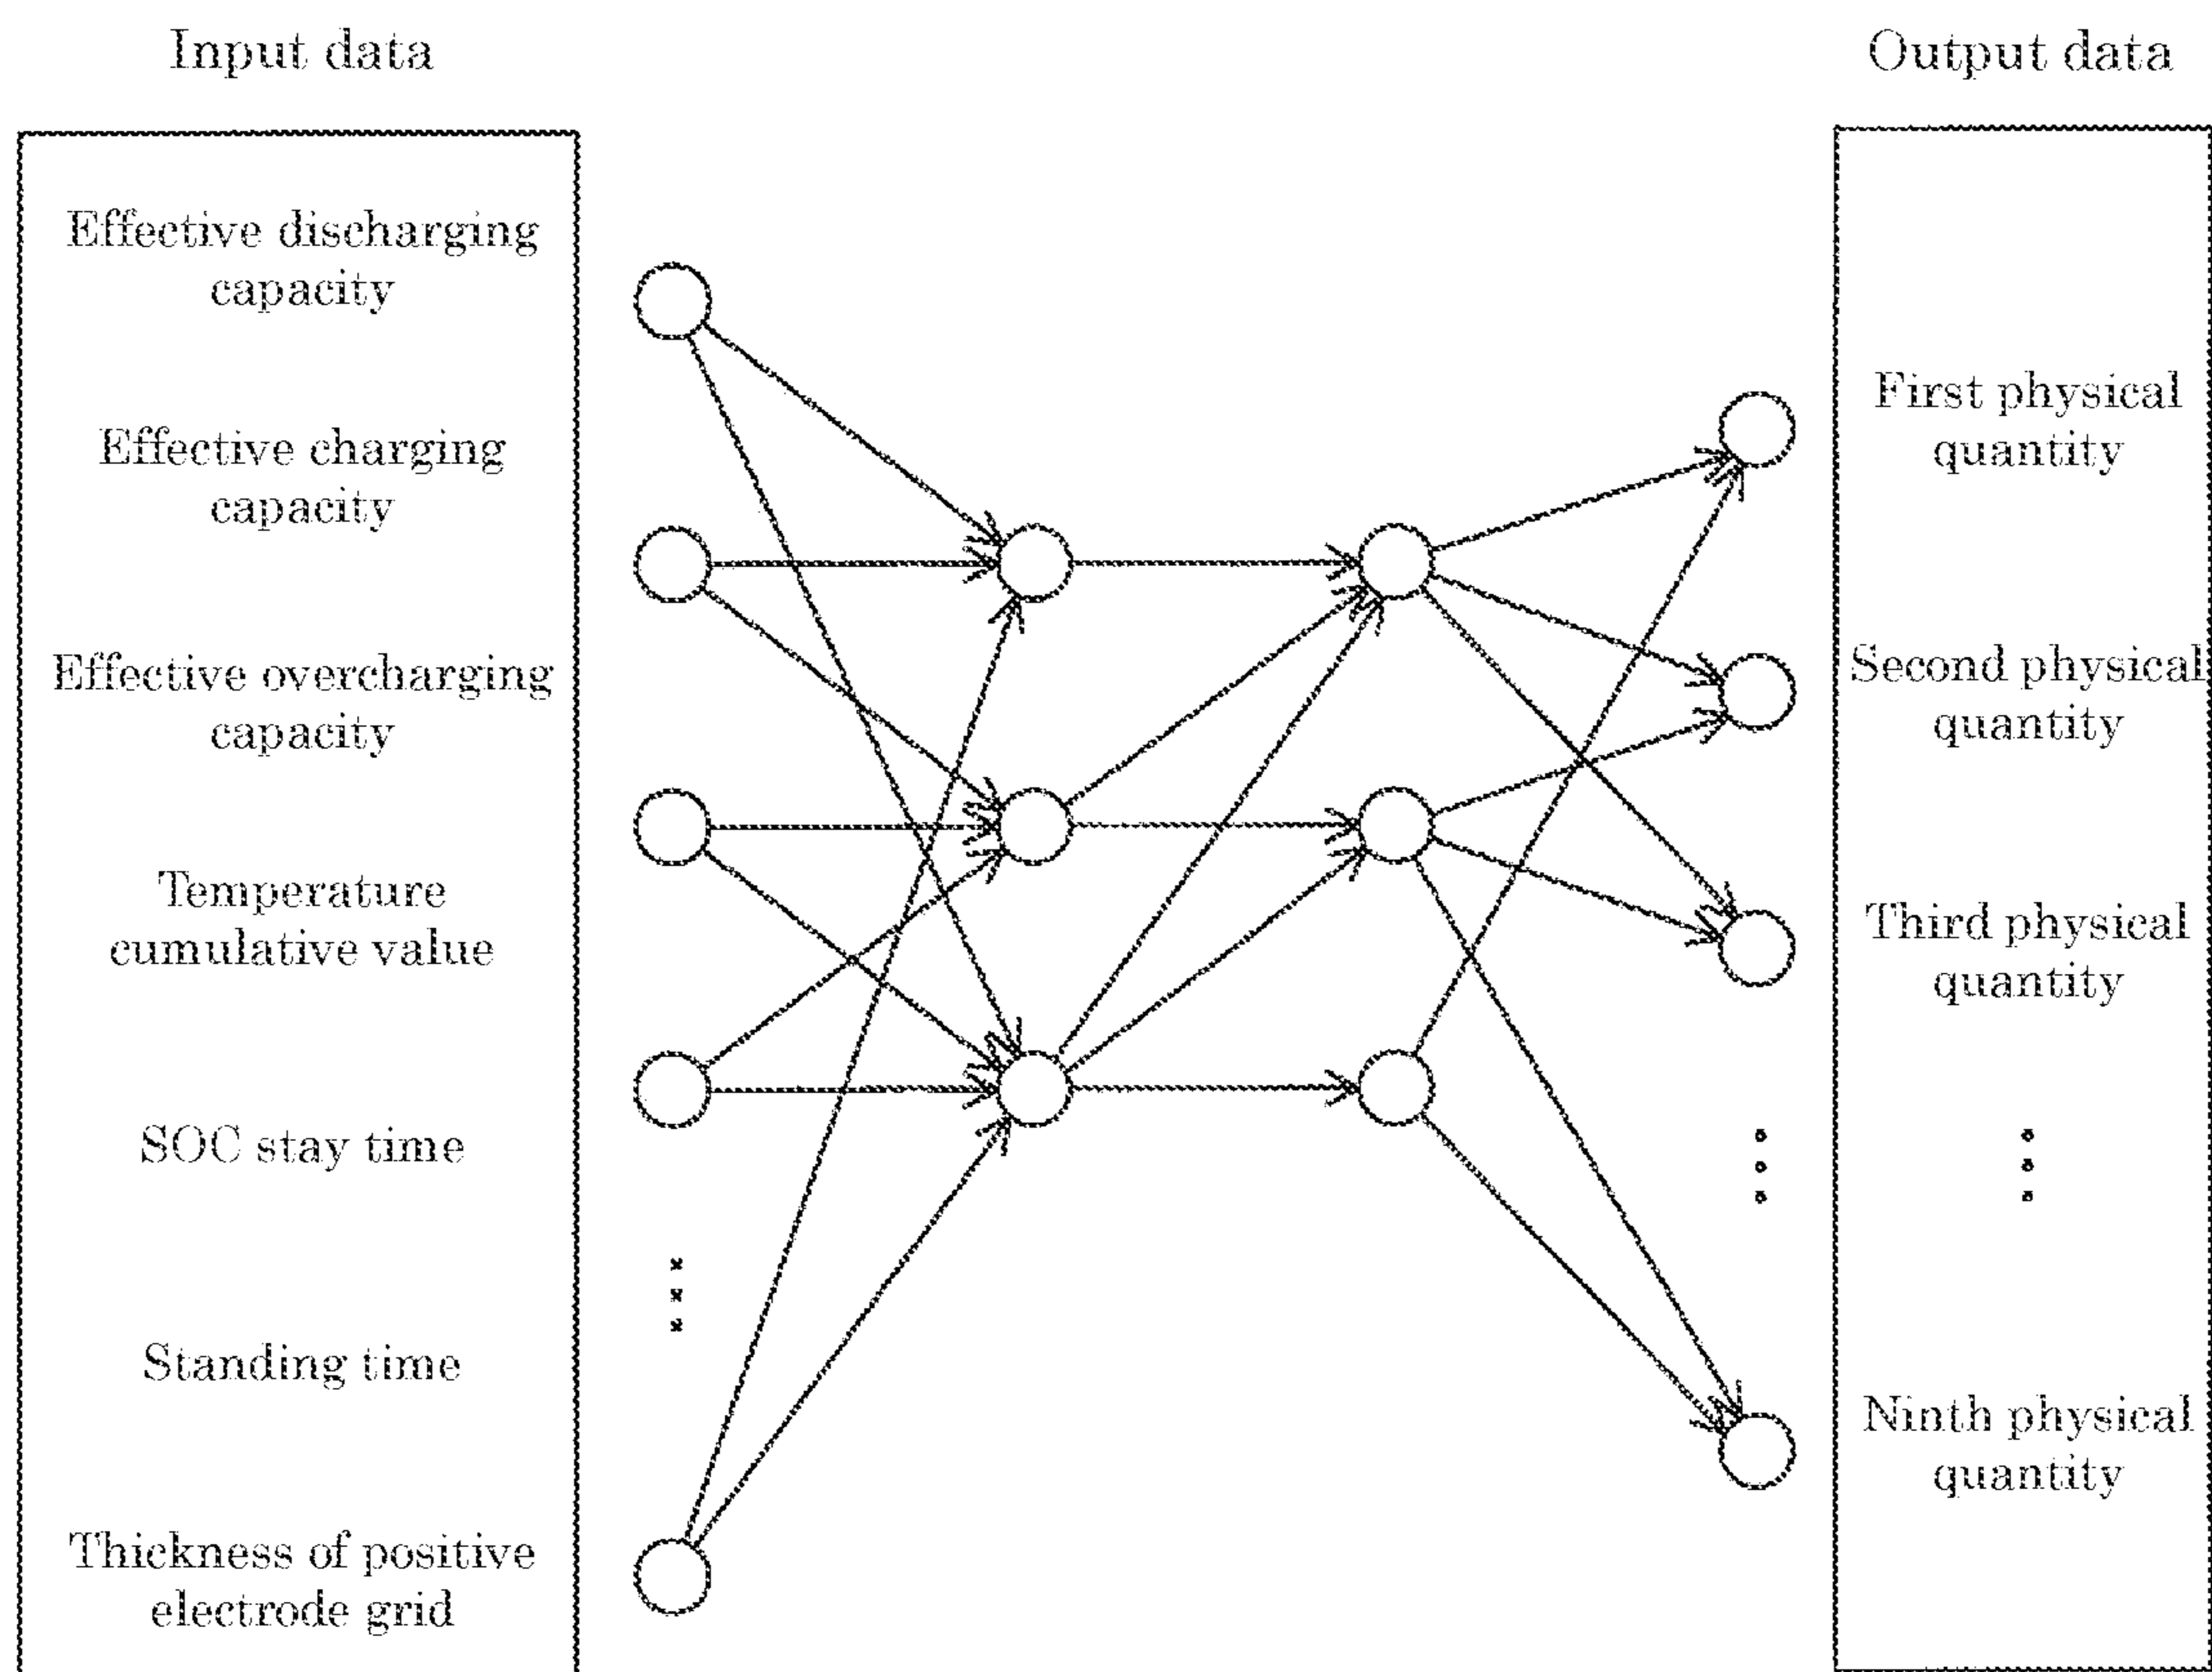 Input data
Effective discharging
capacity
Effective charging
capacity
Effective overcharging
capacity
Temperature
cumulative value
SOC stay time
Standing time
Thickness of positive
electrode grid
Output data
First physical
quantity
Second physical
quantity
Third physical
quantity
Ninth physical
quantity